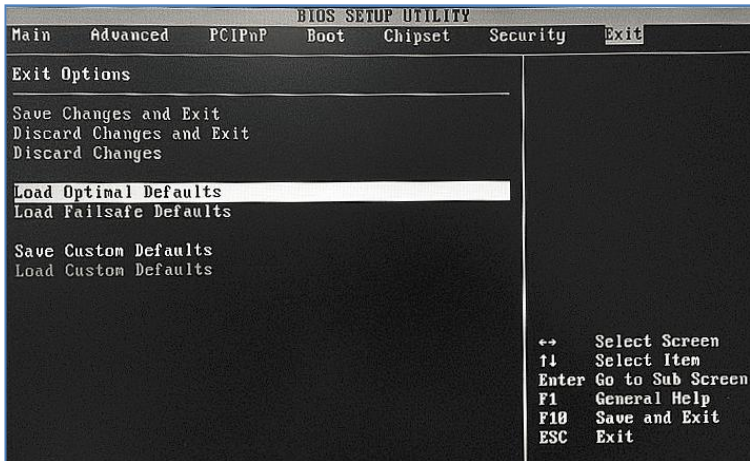 BIOS SETUP UTILITY
Main Advanced PCIPnP Boot Chipset Security Exit
Exit Options
Save Changes and Exit
Discard Changes and Exit
Discard Changes
Load Optimal Defaults
Load Failsafe Defaults
Save Custom Defaults
Load Custom Defaults
↔ Select Screen
↑↓ Select Item
Enter Go to Sub Screen
F1 General Help
F10 Save and Exit
ESC Exit